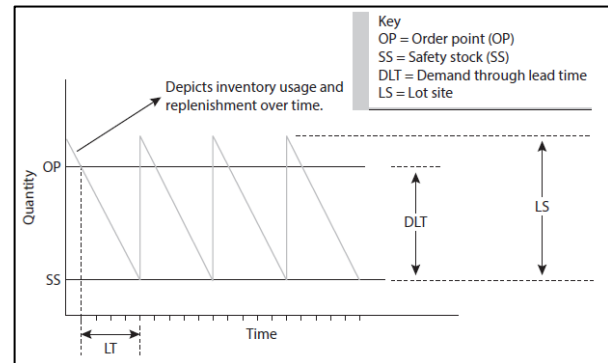 Key
OP = Order point (OP)
SS = Safety stock (SS)
DLT = Demand through lead time
LS = Lot site
Depicts inventory usage and
replenishment over time.
Quantity
OP
SS
DLT
LS
LT
Time